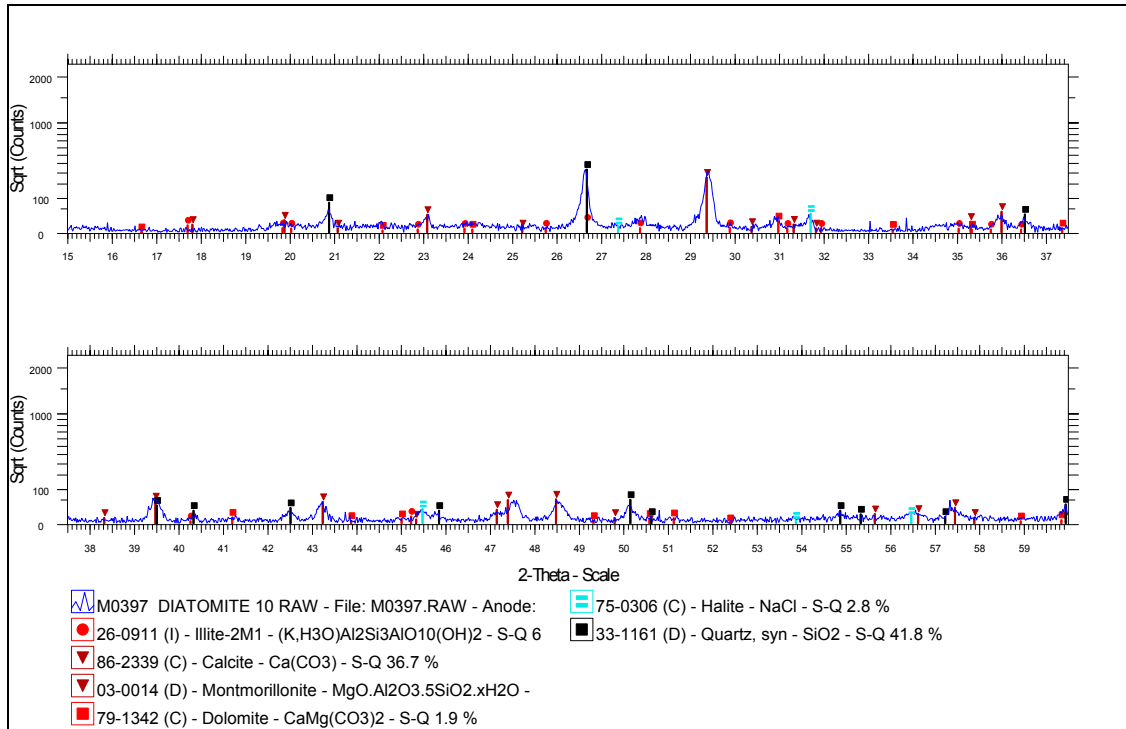 Sqrt (Counts)
2000
1000
100
0
15 16 17 18 19 20 21 22 23 24 25 26 27 28 29 30 31 32 33 34 35 36 37
Sqrt (Counts)
2000
1000
100
0
38 39 40 41 42 43 44 45 46 47 48 49 50 51 52 53 54 55 56 57 58 59
2-Theta - Scale
M0397 DIATOMITE 10 RAW - File: M0397.RAW - Anode:
26-0911 (I) - Illite-2M1 - (K,H3O)Al2Si3AlO10(OH)2 - S-Q 6
86-2339 (C) - Calcite - Ca(CO3) - S-Q 36.7 %
03-0014 (D) - Montmorillonite - MgO.Al2O3.5SiO2.xH2O -
79-1342 (C) - Dolomite - CaMg(CO3)2 - S-Q 1.9 %
75-0306 (C) - Halite - NaCl - S-Q 2.8 %
33-1161 (D) - Quartz, syn - SiO2 - S-Q 41.8 %